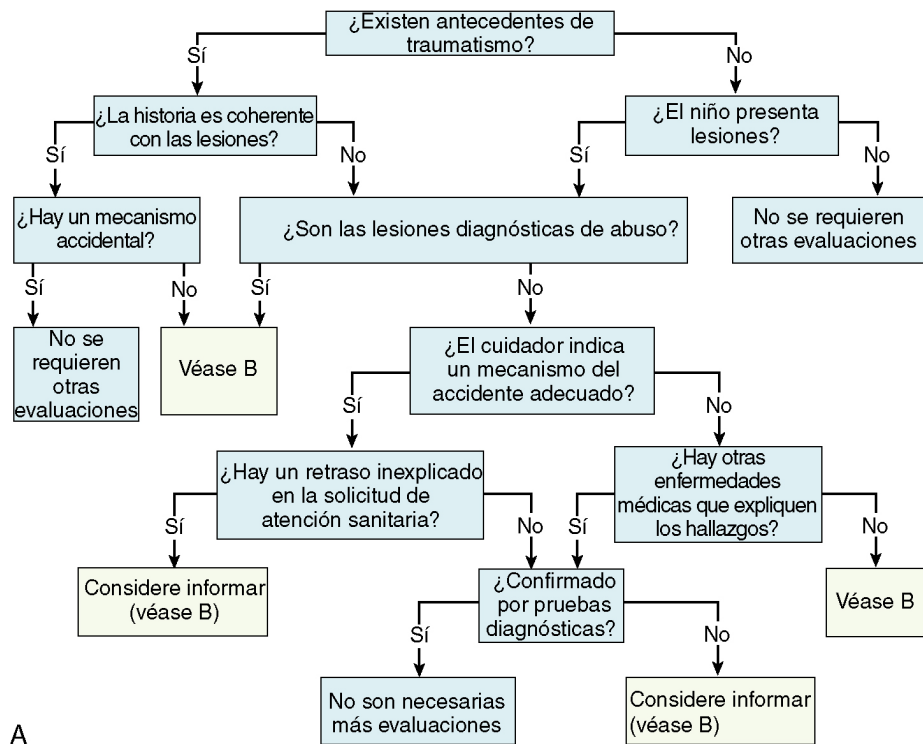 ¿Existen antecedentes de
traumatismo?
Sí
No
¿La historia es coherente
con las lesiones?
¿El niño presenta
lesiones?
Sí
No
Sí
No
¿Hay un mecanismo
accidental?
¿Son las lesiones diagnósticas de abuso?
No se requieren
otras evaluaciones
Sí
No
Sí
No
No se
requieren
otras
evaluaciones
Véase B
¿El cuidador indica
un mecanismo del
accidente adecuado?
Sí
No
¿Hay un retraso inexplicado
en la solicitud de
atención sanitaria?
¿Hay otras
enfermedades
médicas que expliquen
los hallazgos?
Sí
No
Sí
No
Considere informar
(véase B)
¿Confirmado
por pruebas
diagnósticas?
Véase B
Sí
No
No son necesarias
más evaluaciones
Considere informar
(véase B)
A